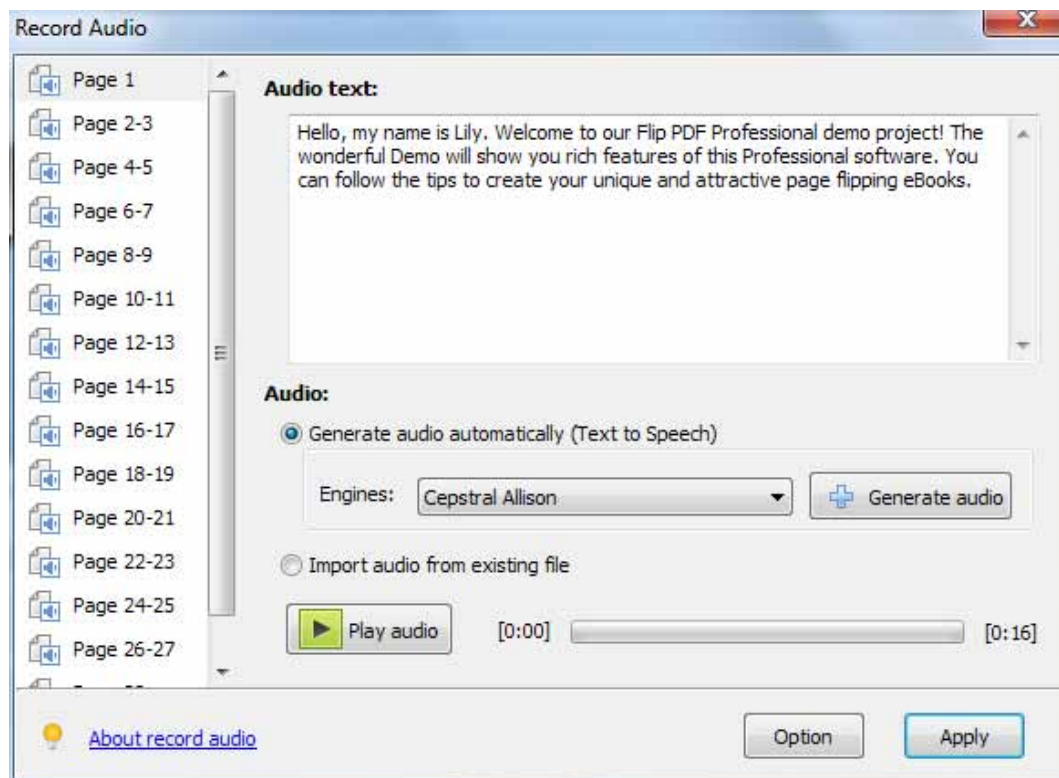 Record Audio
Page 1
Page 2-3
Page 4-5
Page 6-7
Page 8-9
Page 10-11
Page 12-13
Page 14-15
Page 16-17
Page 18-19
Page 20-21
Page 22-23
Page 24-25
Page 26-27
Audio text:
Hello, my name is Lily. Welcome to our Flip PDF Professional demo project! The
wonderful Demo will show you rich features of this Professional software. You
can follow the tips to create your unique and attractive page flipping eBooks.
Audio:
Generate audio automatically (Text to Speech)
Engines: Cepstral Allison Generate audio
Import audio from existing file
Play audio [0:00] [0:16]
About record audio Option Apply